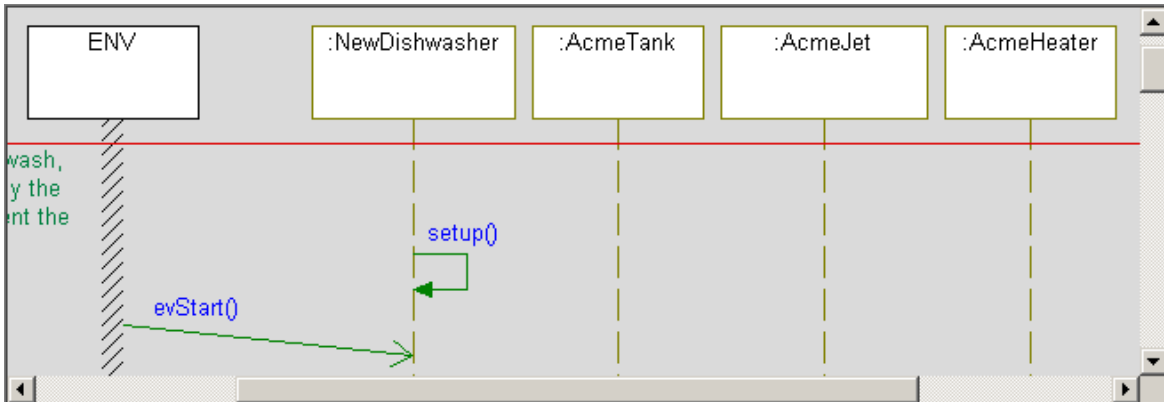 ENV
:NewDishwasher
:AcmeTank
:AcmeJet
:AcmeHeater
wash,
y the
ent the
setup()
evStart()